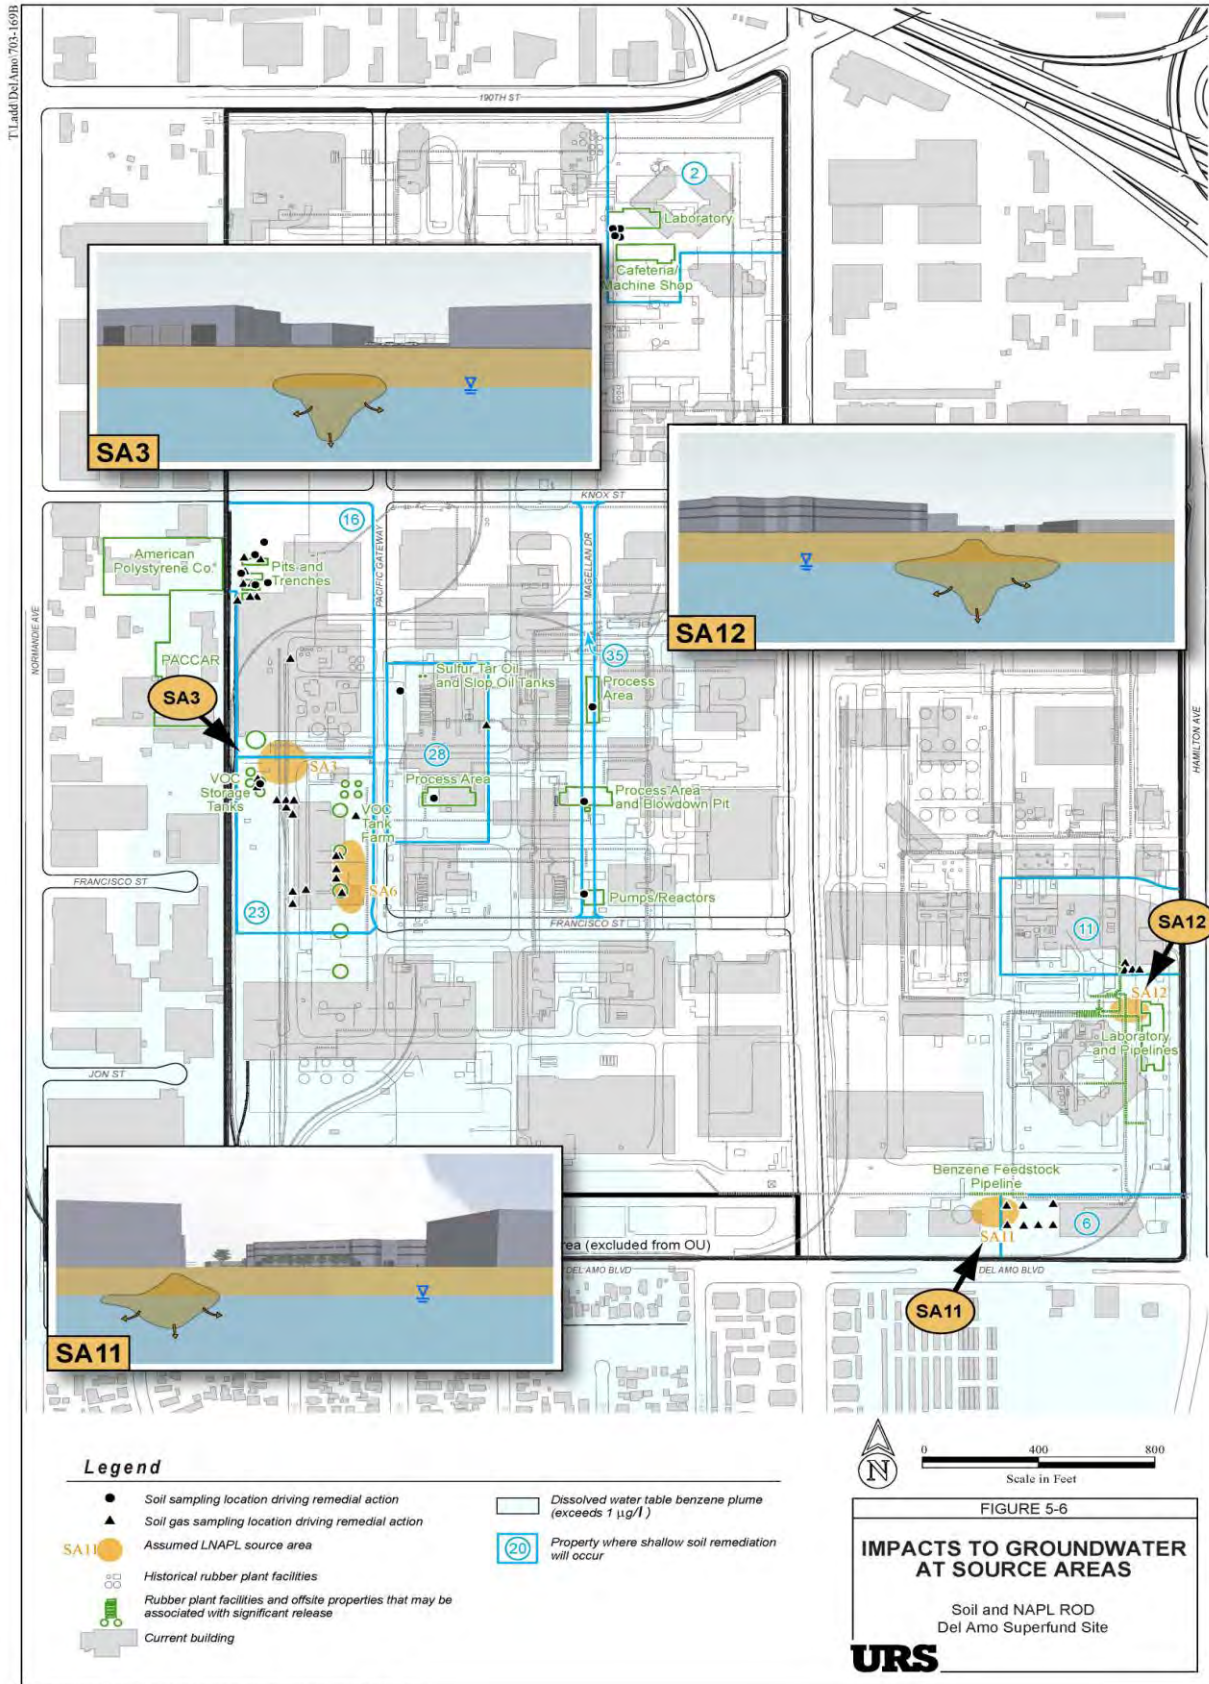 T:\Ladd\DelAmo\703-169B
190TH ST
2
Laboratory
Cafeteria/
Machine Shop
SA3
KNOX ST
SA12
16
American
Polystyrene Co.
Pits and
Trenches
PACIFIC GATEWAY
MAGELLAN DR
NORMANDIE AVE
HAMILTON AVE
PACCAR
SA3
Sulfur Tar Oil
and Slop Oil Tanks
35
Process
Area
28
SA3
VOC
Storage
Tanks
Process Area
VOC
Tank
Farm
Process Area
and Blowdown Pit
FRANCISCO ST
SA6
Pumps/Reactors
23
FRANCISCO ST
11
SA12
SA12
Laboratory
and Pipelines
JON ST
Benzene Feedstock
Pipeline
6
SA11
rea (excluded from OU)
DEL AMO BLVD
DEL AMO BLVD
SA11
SA11
N
0 400 800
Scale in Feet
Legend
Soil sampling location driving remedial action
Soil gas sampling location driving remedial action
SA11 Assumed LNAPL source area
Historical rubber plant facilities
Rubber plant facilities and offsite properties that may be
associated with significant release
Current building
Dissolved water table benzene plume
(exceeds 1 µg/l )
20 Property where shallow soil remediation
will occur
FIGURE 5-6
IMPACTS TO GROUNDWATER
AT SOURCE AREAS
Soil and NAPL ROD
Del Amo Superfund Site
URS